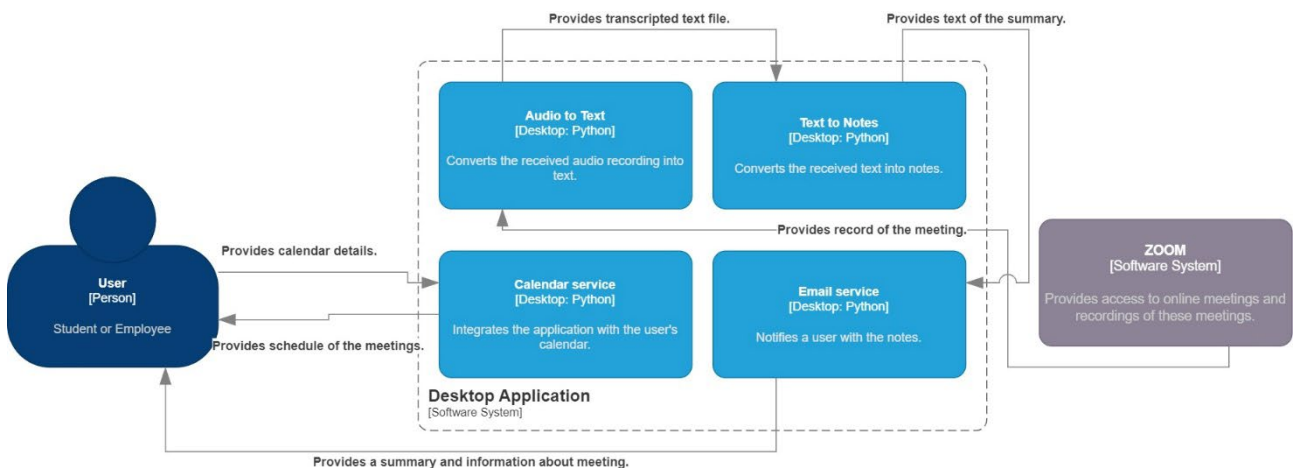 Provides transcripted text file.
Provides text of the summary.
Audio to Text
[Desktop: Python]
Converts the received audio recording into
text.
Text to Notes
[Desktop: Python]
Converts the received text into notes.
Provides record of the meeting.
Provides calendar details.
User
[Person]
Student or Employee
Provides schedule of the meetings.
Calendar service
[Desktop: Python]
Integrates the application with the user's
calendar.
Email service
[Desktop: Python]
Notifies a user with the notes.
ZOOM
[Software System]
Provides access to online meetings and
recordings of these meetings.
Desktop Application
[Software System]
Provides a summary and information about meeting.